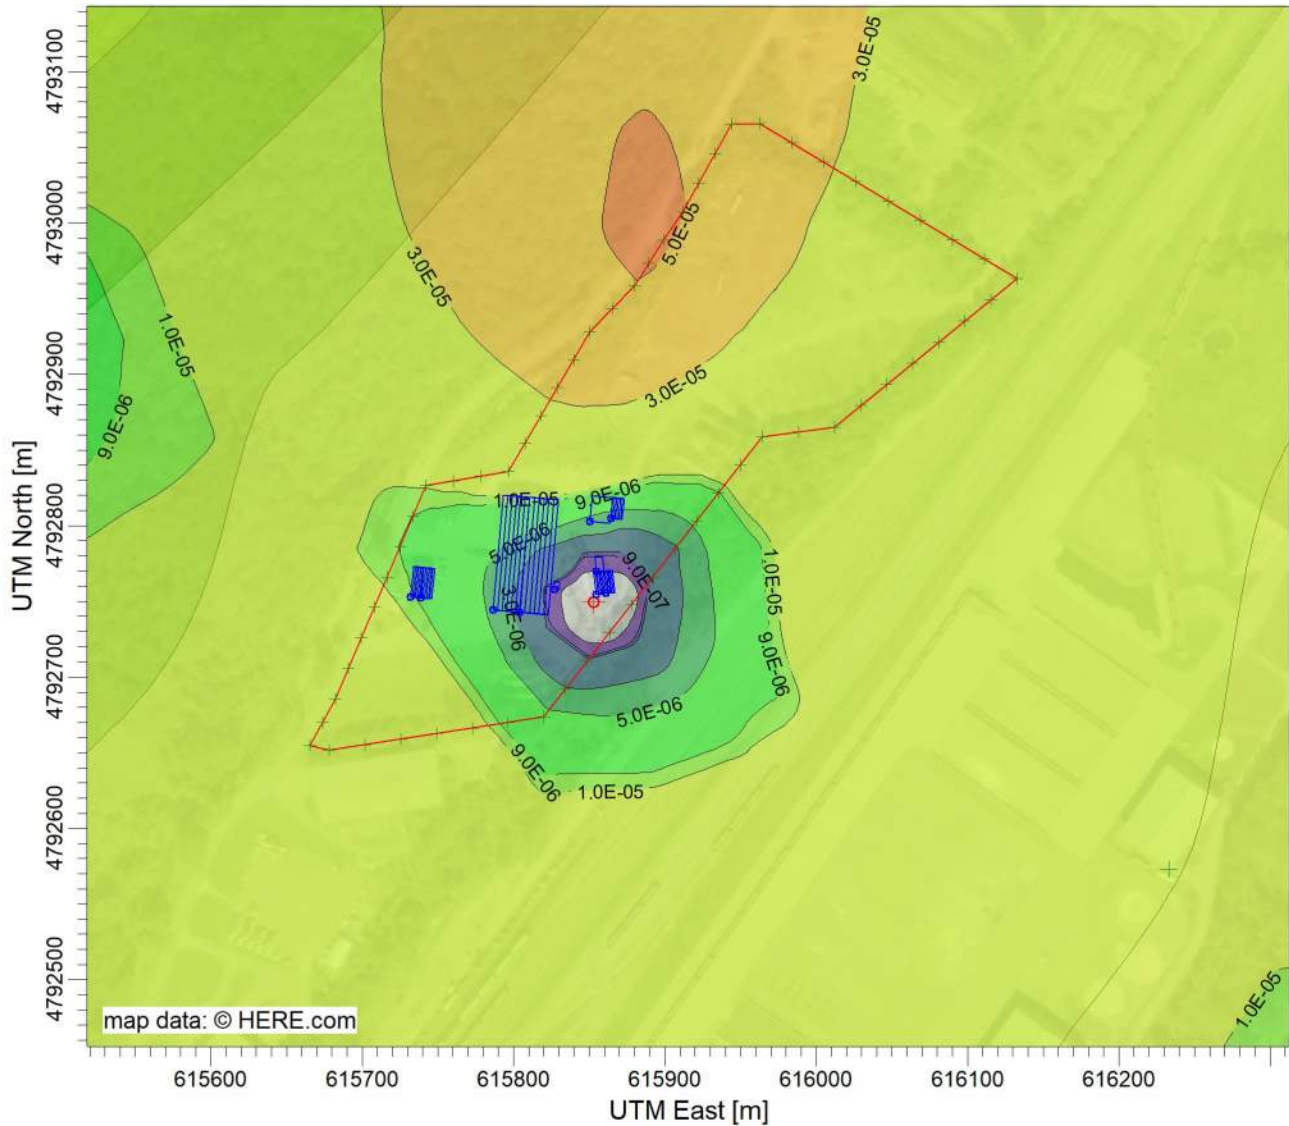 3.0E-05
5.0E-05
3.0E-05
3.0E-05
1.0E-05
9.0E-06
1.0E-05
9.0E-06
5.0E-06
9.0E-07
3.0E-06
1.0E-05
9.0E-06
5.0E-06
9.0E-06
1.0E-05
1.0E-05
4793100
4793000
4792900
4792800
4792700
4792600
4792500
UTM North [m]
map data: © HERE.com
615600
615700
615800
615900
616000
616100
616200
UTM East [m]